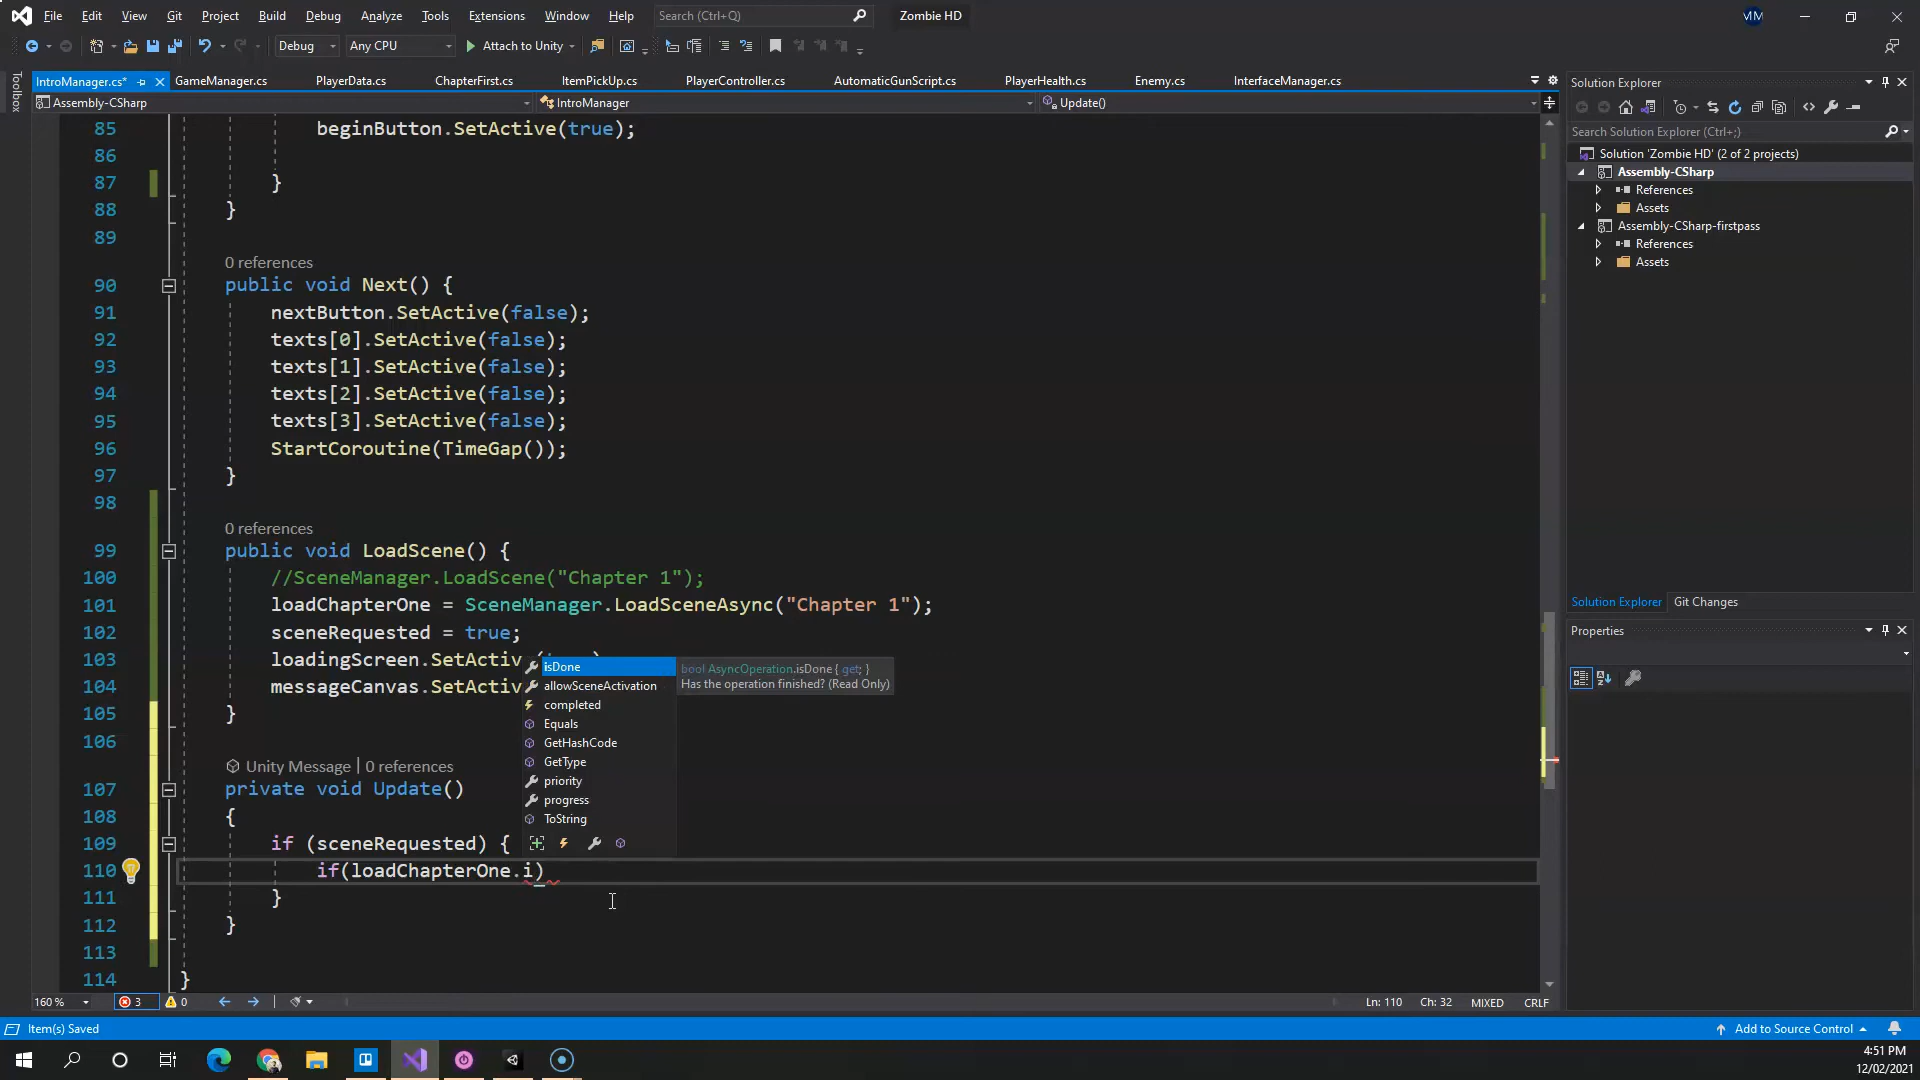 File Edit View Git Project Build Debug Analyze Tools Extensions Window Help Search (Ctrl+Q) Zombie HD MM
Debug Any CPU Attach to Unity
Toolbox
IntroManager.cs* GameManager.cs PlayerData.cs ChapterFirst.cs ItemPickUp.cs PlayerController.cs AutomaticGunScript.cs PlayerHealth.cs Enemy.cs InterfaceManager.cs
Assembly-CSharp IntroManager Update()
85 beginButton.SetActive(true);
86
87 }
88 }
89
0 references
90 public void Next() {
91 nextButton.SetActive(false);
92 texts[0].SetActive(false);
93 texts[1].SetActive(false);
94 texts[2].SetActive(false);
95 texts[3].SetActive(false);
96 StartCoroutine(TimeGap());
97 }
98
0 references
99 public void LoadScene() {
100 //SceneManager.LoadScene("Chapter 1");
101 loadChapterOne = SceneManager.LoadSceneAsync("Chapter 1");
102 sceneRequested = true;
103 loadingScreen.SetActiv
104 messageCanvas.SetActiv
105 }
106
Unity Message | 0 references
107 private void Update()
108 {
109 if (sceneRequested) {
110 if(loadChapterOne.i)
111 }
112 }
113
114 }
isDone
allowSceneActivation
completed
Equals
GetHashCode
GetType
priority
progress
ToString
bool AsyncOperation.isDone { get; }
Has the operation finished? (Read Only)
160 % 3 0 Ln: 110 Ch: 32 MIXED CRLF
Solution Explorer
Search Solution Explorer (Ctrl+;)
Solution 'Zombie HD' (2 of 2 projects)
Assembly-CSharp
References
Assets
Assembly-CSharp-firstpass
References
Assets
Solution Explorer Git Changes
Properties
Item(s) Saved Add to Source Control
4:51 PM
12/02/2021